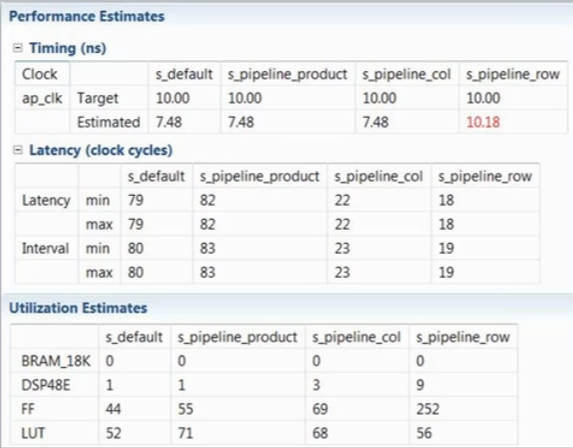 Performance Estimates
Timing (ns)
Clock s_default s_pipeline_product s_pipeline_col s_pipeline_row
ap_clk Target 10.00 10.00 10.00 10.00
Estimated 7.48 7.48 7.48 10.18
Latency (clock cycles)
s_default s_pipeline_product s_pipeline_col s_pipeline_row
Latency min 79 82 22 18
max 79 82 22 18
Interval min 80 83 23 19
max 80 83 23 19
Utilization Estimates
s_default s_pipeline_product s_pipeline_col s_pipeline_row
BRAM_18K 0 0 0 0
DSP48E 1 1 3 9
FF 44 55 69 252
LUT 52 71 68 56